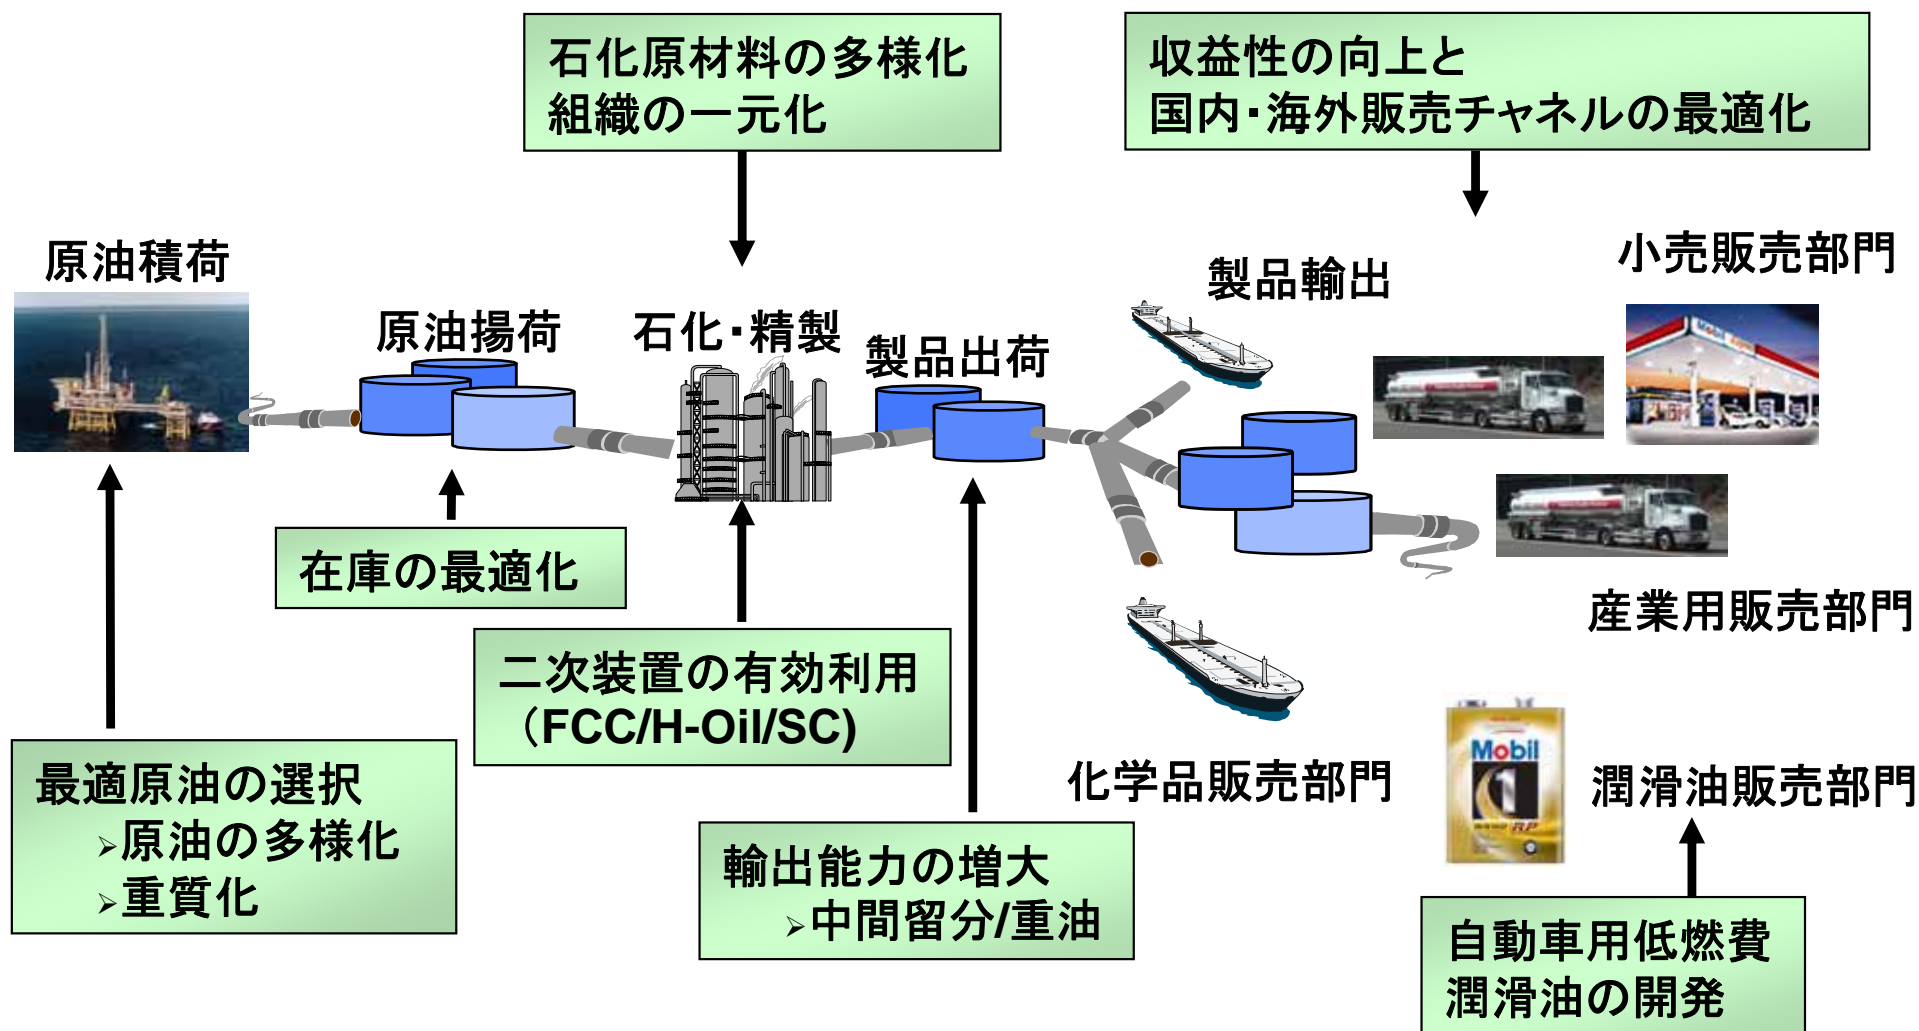 石化原材料の多様化
組織の一元化
収益性の向上と
国内・海外販売チャネルの最適化
原油積荷
原油揚荷
石化・精製
製品出荷
製品輸出
小売販売部門
Mobil
在庫の最適化
産業用販売部門
二次装置の有効利用
（FCC/H-Oil/SC)
最適原油の選択
➢原油の多様化
➢重質化
輸出能力の増大
➢中間留分/重油
化学品販売部門
Mobil
1
RP
潤滑油販売部門
自動車用低燃費
潤滑油の開発